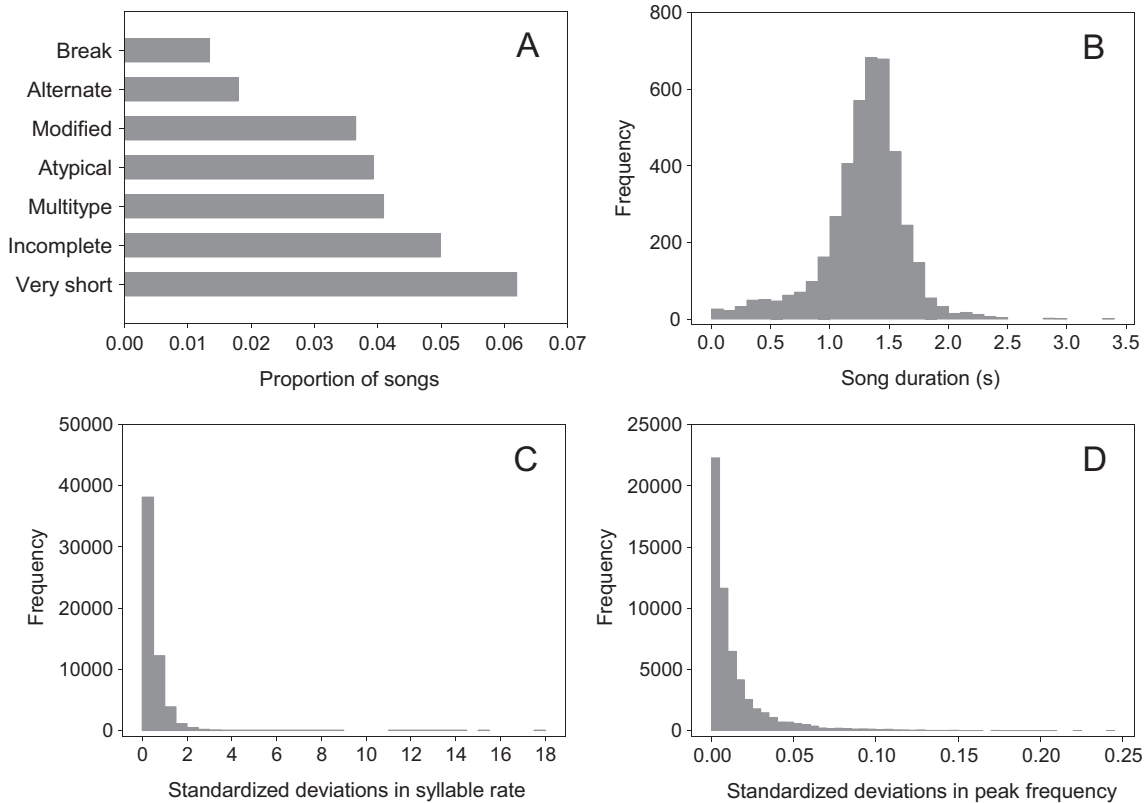 A
Break
Alternate
Modified
Atypical
Multitype
Incomplete
Very short
0.00 0.01 0.02 0.03 0.04 0.05 0.06 0.07
Proportion of songs
B
800
600
400
200
0
Frequency
0.0 0.5 1.0 1.5 2.0 2.5 3.0 3.5
Song duration (s)
C
50000
40000
30000
20000
10000
0
Frequency
0 2 4 6 8 10 12 14 16 18
Standardized deviations in syllable rate
D
25000
20000
15000
10000
5000
0
Frequency
0.00 0.05 0.10 0.15 0.20 0.25
Standardized deviations in peak frequency